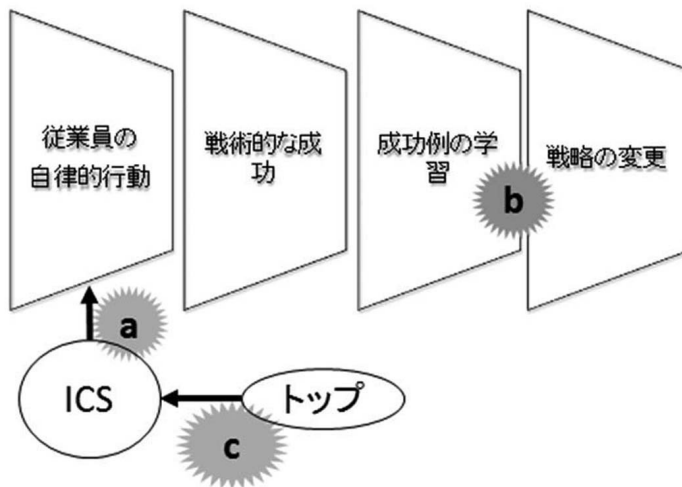 従業員の
自律的行動
戦術的な成
功
成功例の学
習
戦略の変更
b
a
ICS
トップ
c